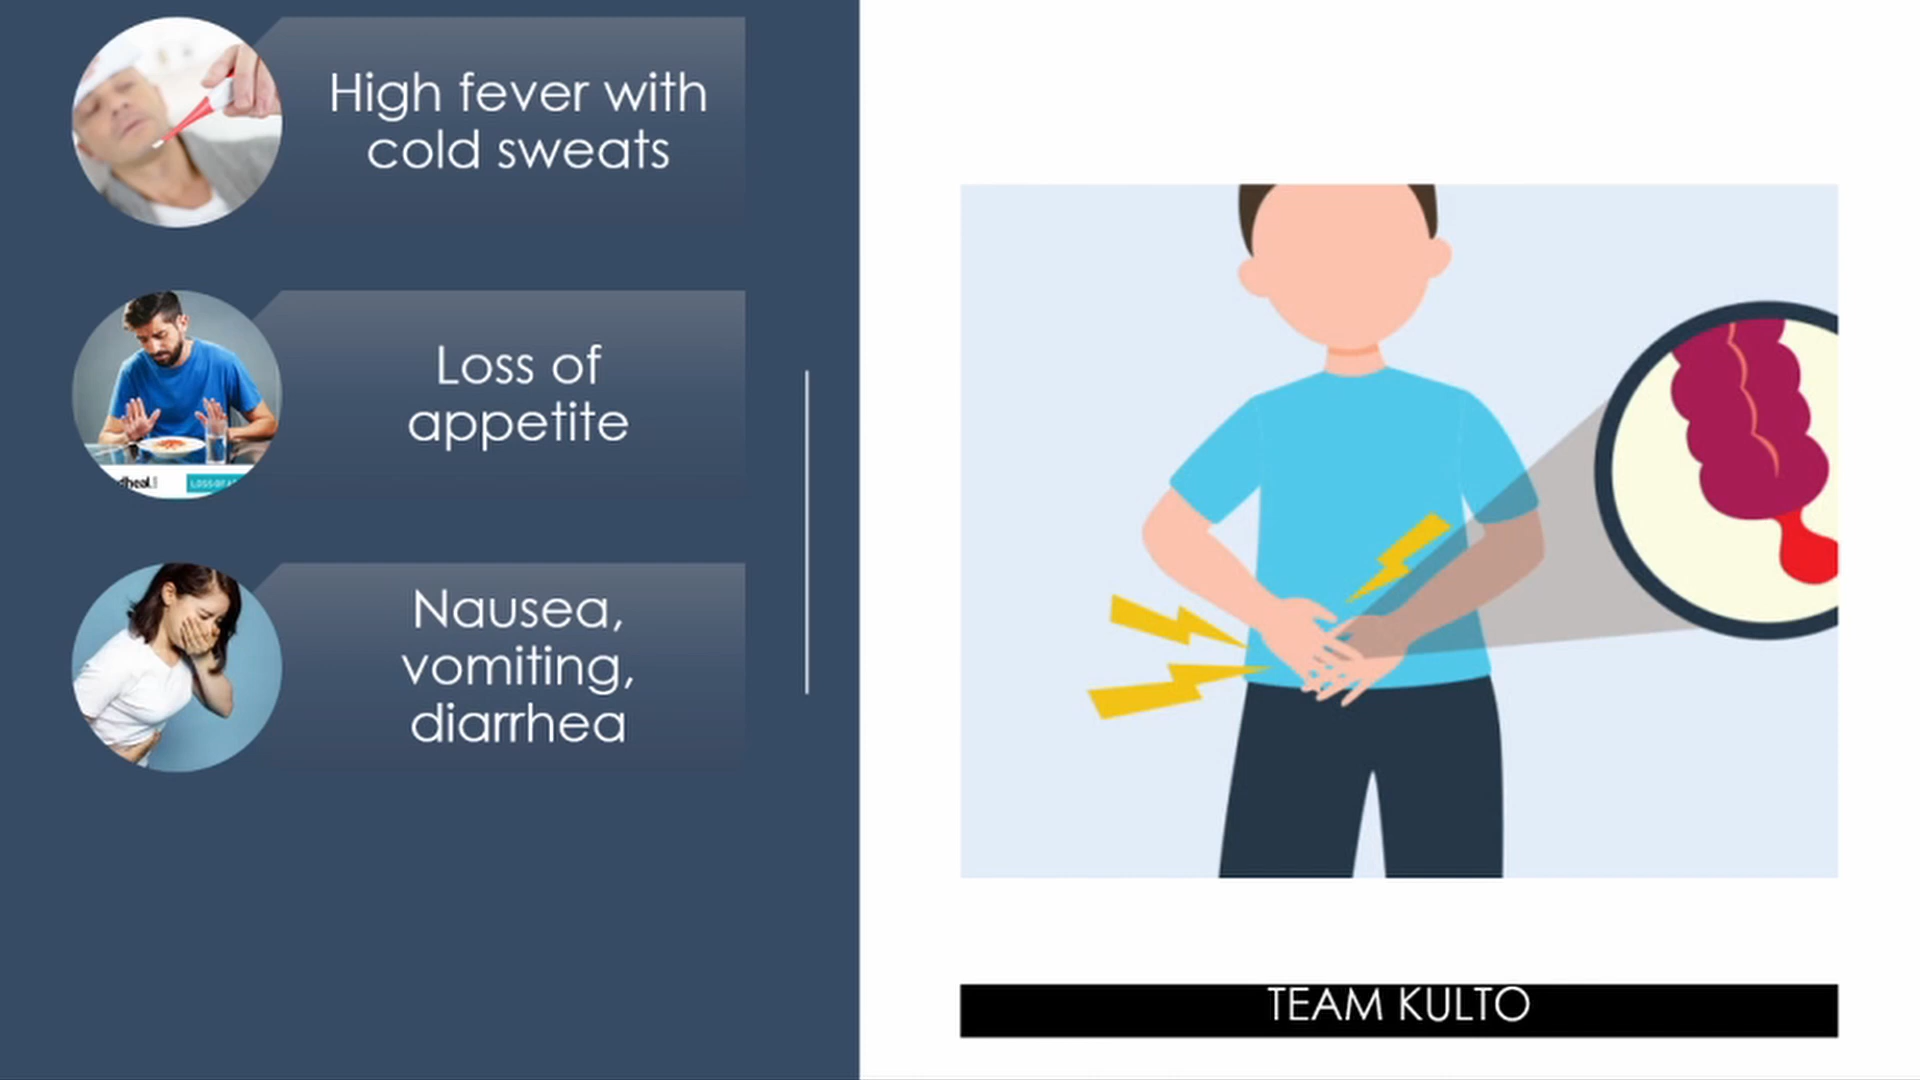 High fever with
cold sweats
Loss of
appetite
Nausea,
vomiting,
diarrhea
TEAM KULTO